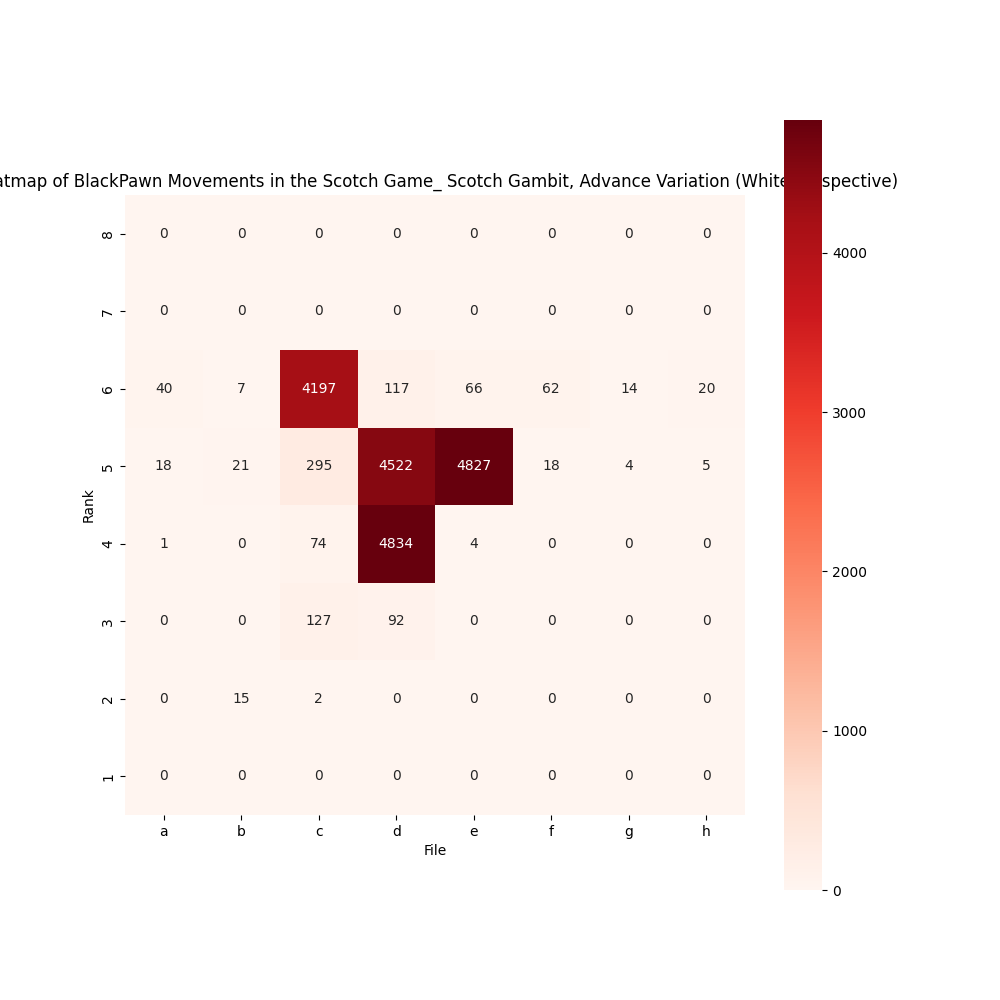 atmap of BlackPawn Movements in the Scotch Game_ Scotch Gambit, Advance Variation (White spective)
8 0 0 0 0 0 0 0 0
7 0 0 0 0 0 0 0 0
4000
6 40 7 4197 117 66 62 14 20
3000
5 18 21 295 4522 4827 18 4 5
Rank
4 1 0 74 4834 4 0 0 0
2000
3 0 0 127 92 0 0 0 0
2 0 15 2 0 0 0 0 0
1000
1 0 0 0 0 0 0 0 0
a b c d e f g h
File
0